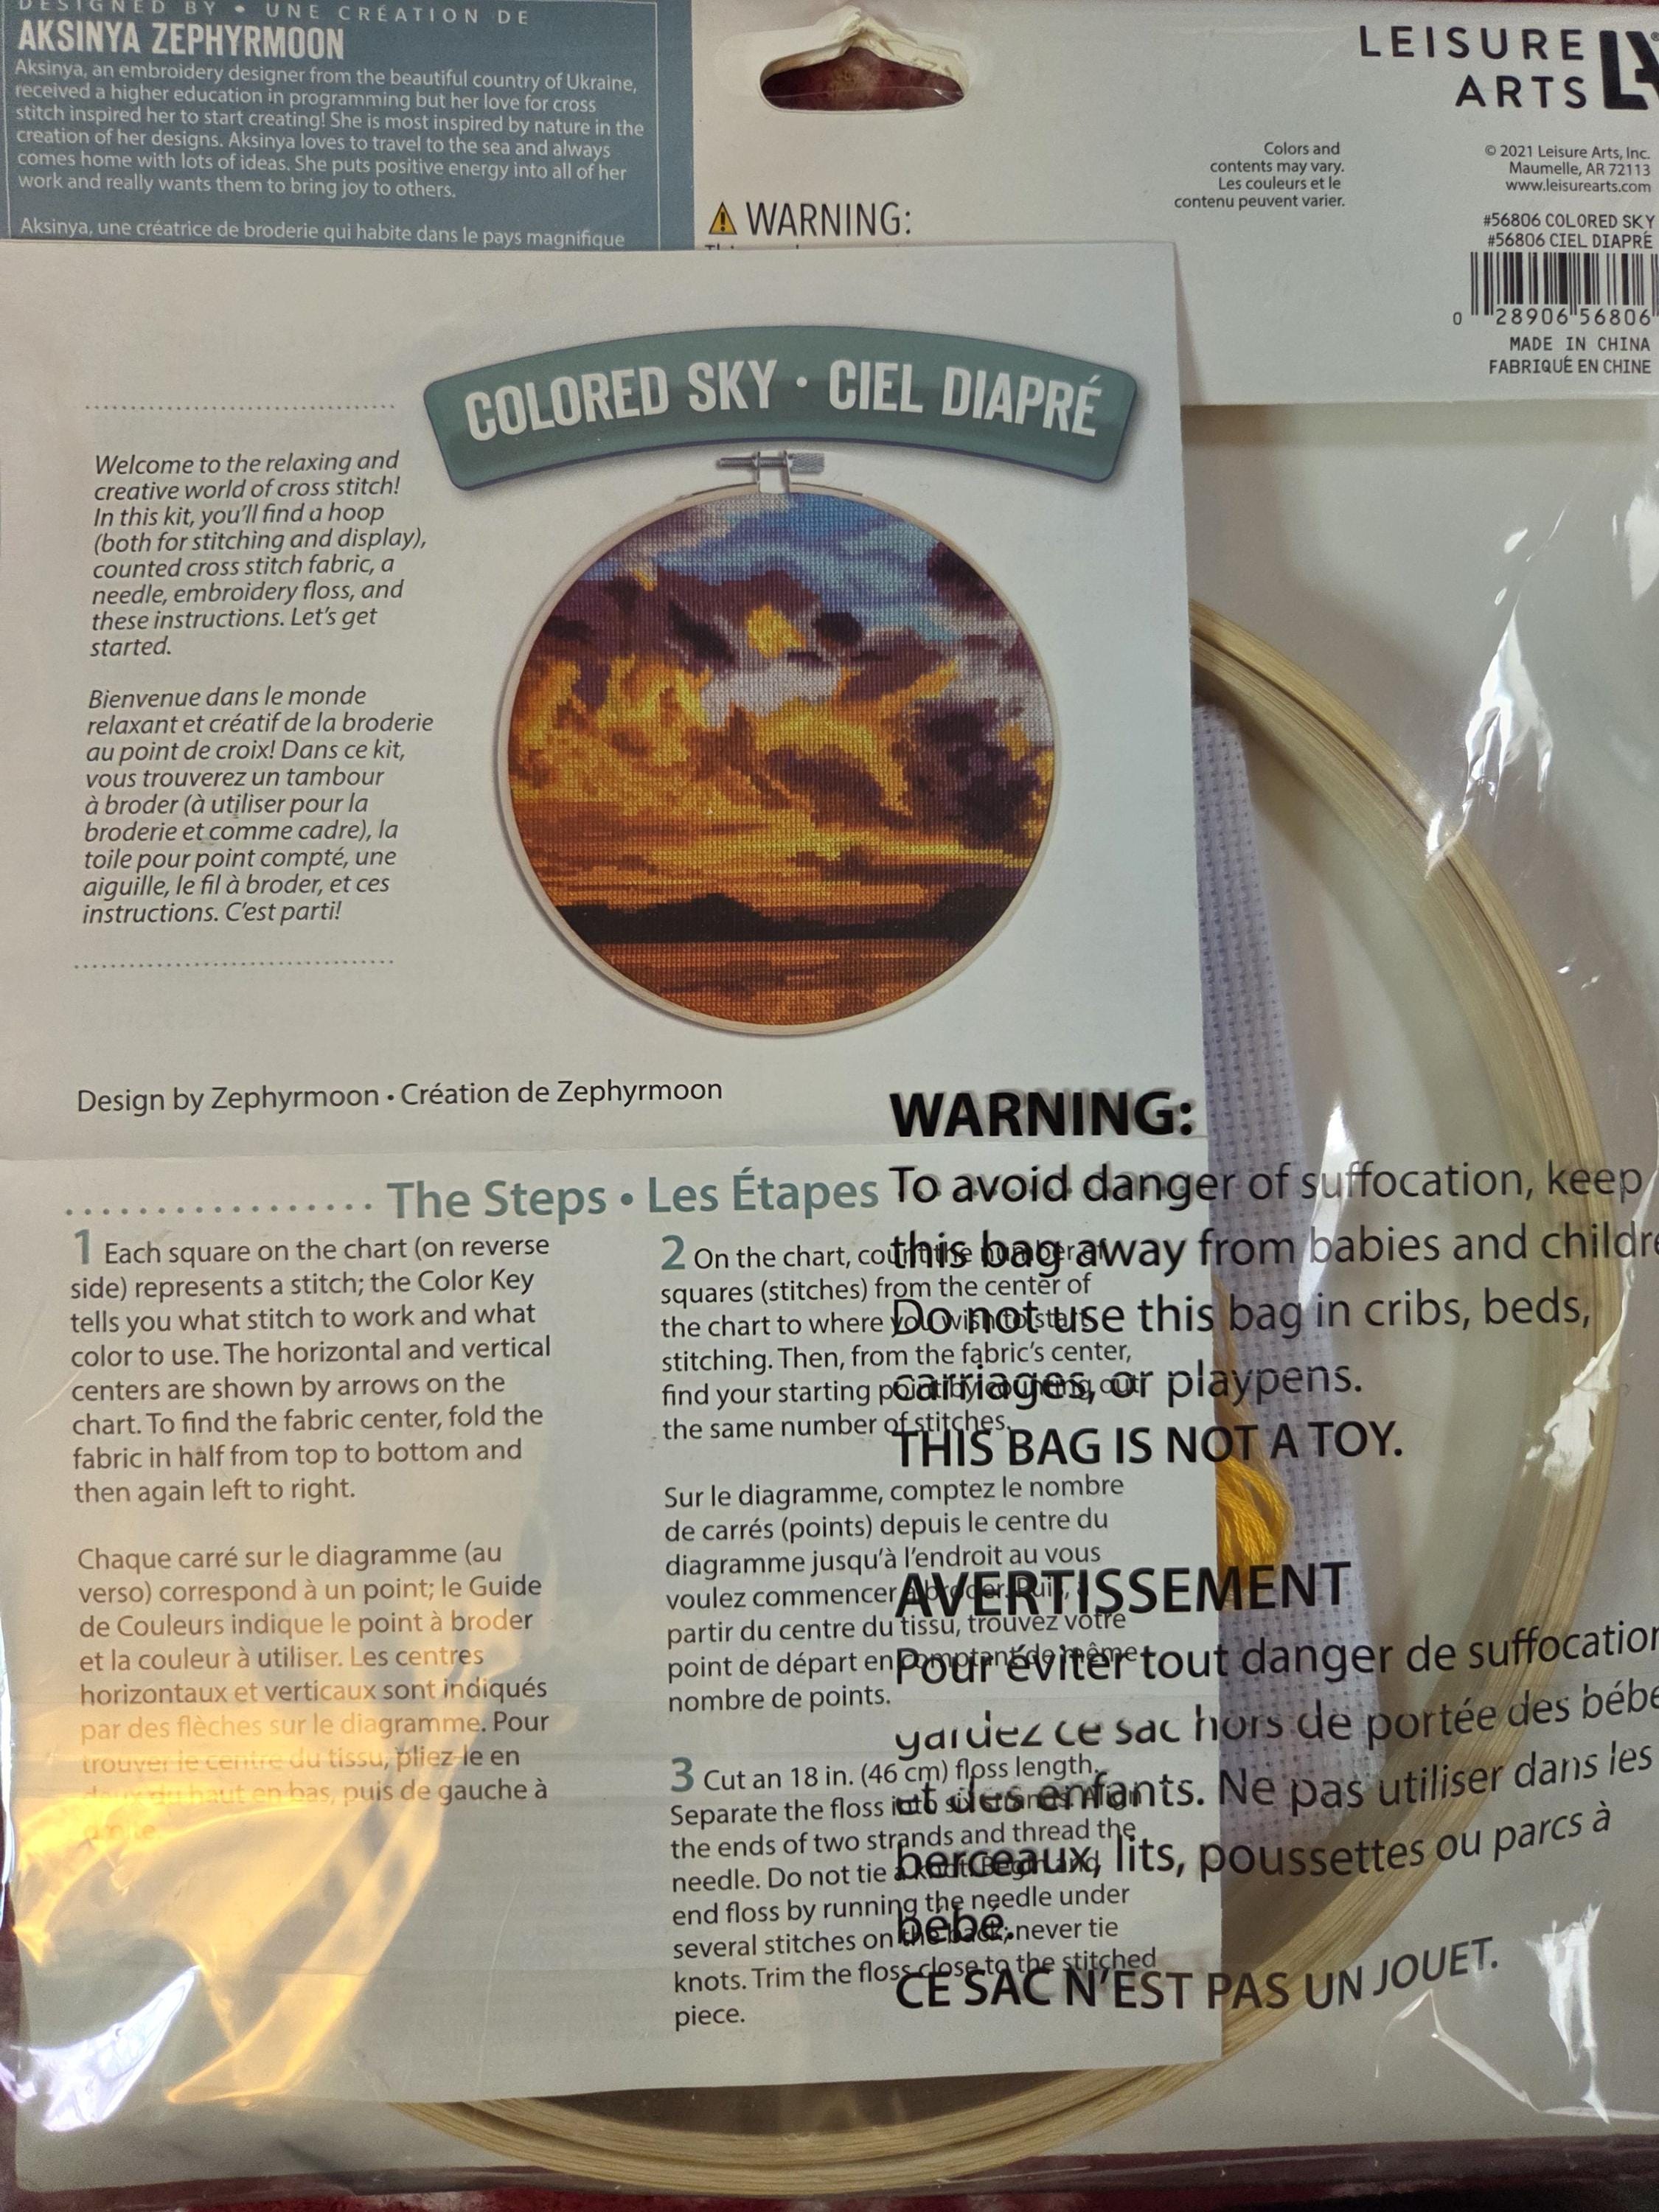 DESIGNED BY • UNE CRÉATION DE
AKSINYA ZEPHYRMOON
Aksinya, an embroidery designer from the beautiful country of Ukraine,
received a higher education in programming but her love for cross
stitch inspired her to start creating! She is most inspired by nature in the
creation of her designs. Aksinya loves to travel to the sea and always
comes home with lots of ideas. She puts positive energy into all of her
work and really wants them to bring joy to others.
Aksinya, une créatrice de broderie qui habite dans le pays magnifique
WARNING:
Colors and
contents may vary.
Les couleurs et le
contenu peuvent varier.
LEISURE
ARTS LA
© 2021 Leisure Arts, Inc.
Maumelle, AR 72113
www.leisurearts.com
#56806 COLORED SKY
#56806 CIEL DIAPRÉ
0 28906 56806
MADE IN CHINA
FABRIQUÉ EN CHINE
COLORED SKY • CIEL DIAPRÉ
Welcome to the relaxing and
creative world of cross stitch!
In this kit, you'll find a hoop
(both for stitching and display),
counted cross stitch fabric, a
needle, embroidery floss, and
these instructions. Let's get
started.
Bienvenue dans le monde
relaxant et créatif de la broderie
au point de croix! Dans ce kit,
vous trouverez un tambour
à broder (à utiliser pour la
broderie et comme cadre), la
toile pour point compté, une
aiguille, le fil à broder, et ces
instructions. C'est parti!
Design by Zephyrmoon • Création de Zephyrmoon
The Steps • Les Étapes
1 Each square on the chart (on reverse
side) represents a stitch; the Color Key
tells you what stitch to work and what
color to use. The horizontal and vertical
centers are shown by arrows on the
chart. To find the fabric center, fold the
fabric in half from top to bottom and
then again left to right.
Chaque carré sur le diagramme (au
verso) correspond à un point; le Guide
de Couleurs indique le point à broder
et la couleur à utiliser. Les centres
horizontaux et verticaux sont indiqués
par des flèches sur le diagramme. Pour
trouver le centre du tissu, pliez-le en
deux du haut en bas, puis de gauche à
2 On the chart, count the number of
squares (stitches) from the center of
the chart to where you wish to start
stitching. Then, from the fabric's center,
find your starting point by counting out
the same number of stitches.
Sur le diagramme, comptez le nombre
de carrés (points) depuis le centre du
diagramme jusqu'à l'endroit au vous
voulez commencer à broder. Puis, à
partir du centre du tissu, trouvez votre
point de départ en comptant de même
nombre de points.
3 Cut an 18 in. (46 cm) floss length.
Separate the floss into six strands. Align
the ends of two strands and thread the
needle. Do not tie a knot. Begin and
end floss by running the needle under
several stitches on the back; never tie
knots. Trim the floss close to the stitched
piece.
WARNING:
To avoid danger of suffocation, keep
this bag away from babies and
Do not use this bag in cribs, beds,
carriages, or playpens.
THIS BAG IS NOT A TOY.
AVERTISSEMENT
Pour éviter tout danger de suffocation
gardez ce sac hors de portée des
et des enfants. Ne pas utiliser dans les
berceaux, lits, poussettes ou parcs à
bébé.
CE SAC N'EST PAS UN JOUET.